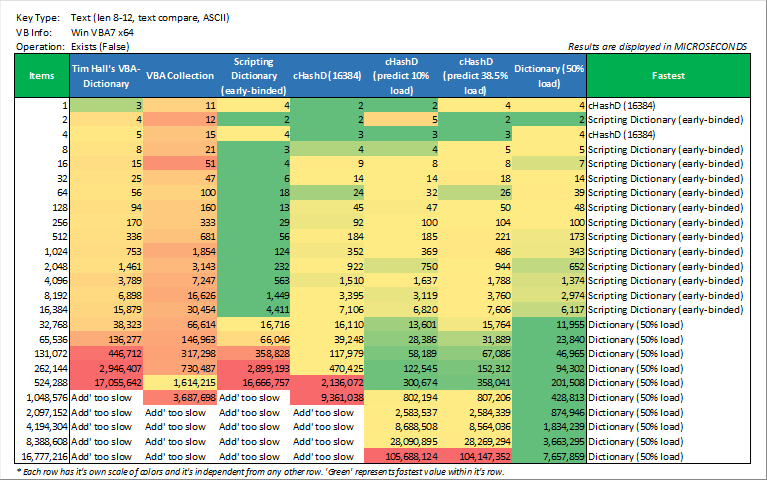 Key Type: Text (len 8-12, text compare, ASCII)
VB Info: Win VBA7 x64
Operation: Exists (False)
Results are displayed in MICROSECONDS
Items Tim Hall's VBA-Dictionary VBA Collection Scripting Dictionary (early-binded) cHashD (16384) cHashD (predict 10% load) cHashD (predict 38.5% load) Dictionary (50% load) Fastest
1 3 11 4 2 2 4 4 cHashD (16384)
2 4 12 2 2 5 2 2 Scripting Dictionary (early-binded)
4 5 15 4 3 3 3 4 cHashD (16384)
8 8 21 3 4 4 5 5 Scripting Dictionary (early-binded)
16 15 51 4 9 8 8 7 Scripting Dictionary (early-binded)
32 25 47 6 14 14 18 14 Scripting Dictionary (early-binded)
64 56 100 18 24 32 26 39 Scripting Dictionary (early-binded)
128 94 160 13 45 47 50 48 Scripting Dictionary (early-binded)
256 170 333 29 92 100 104 100 Scripting Dictionary (early-binded)
512 336 681 56 184 185 221 173 Scripting Dictionary (early-binded)
1,024 753 1,854 124 352 369 486 343 Scripting Dictionary (early-binded)
2,048 1,461 3,143 232 922 750 944 652 Scripting Dictionary (early-binded)
4,096 3,789 7,247 563 1,510 1,637 1,788 1,374 Scripting Dictionary (early-binded)
8,192 6,898 16,626 1,449 3,395 3,119 3,760 2,974 Scripting Dictionary (early-binded)
16,384 15,879 30,454 4,411 7,106 6,820 7,606 6,117 Scripting Dictionary (early-binded)
32,768 38,323 66,614 16,716 16,110 13,601 15,764 11,955 Dictionary (50% load)
65,536 136,277 146,963 66,046 39,248 28,386 31,889 23,840 Dictionary (50% load)
131,072 446,712 317,298 358,828 117,979 58,189 67,086 46,965 Dictionary (50% load)
262,144 2,946,407 730,487 2,899,193 470,425 122,545 152,312 94,302 Dictionary (50% load)
524,288 17,055,642 1,614,215 16,666,757 2,136,072 300,674 358,041 201,508 Dictionary (50% load)
1,048,576 Add' too slow 3,687,698 Add' too slow 9,361,038 802,194 807,206 428,813 Dictionary (50% load)
2,097,152 Add' too slow Add' too slow Add' too slow Add' too slow 2,583,537 2,584,339 874,946 Dictionary (50% load)
4,194,304 Add' too slow Add' too slow Add' too slow Add' too slow 8,688,508 8,564,036 1,834,239 Dictionary (50% load)
8,388,608 Add' too slow Add' too slow Add' too slow Add' too slow 28,090,895 28,269,294 3,663,295 Dictionary (50% load)
16,777,216 Add' too slow Add' too slow Add' too slow Add' too slow 105,688,124 104,147,352 7,657,859 Dictionary (50% load)
* Each row has it's own scale of colors and it's independent from any other row. 'Green' represents fastest value within it's row.